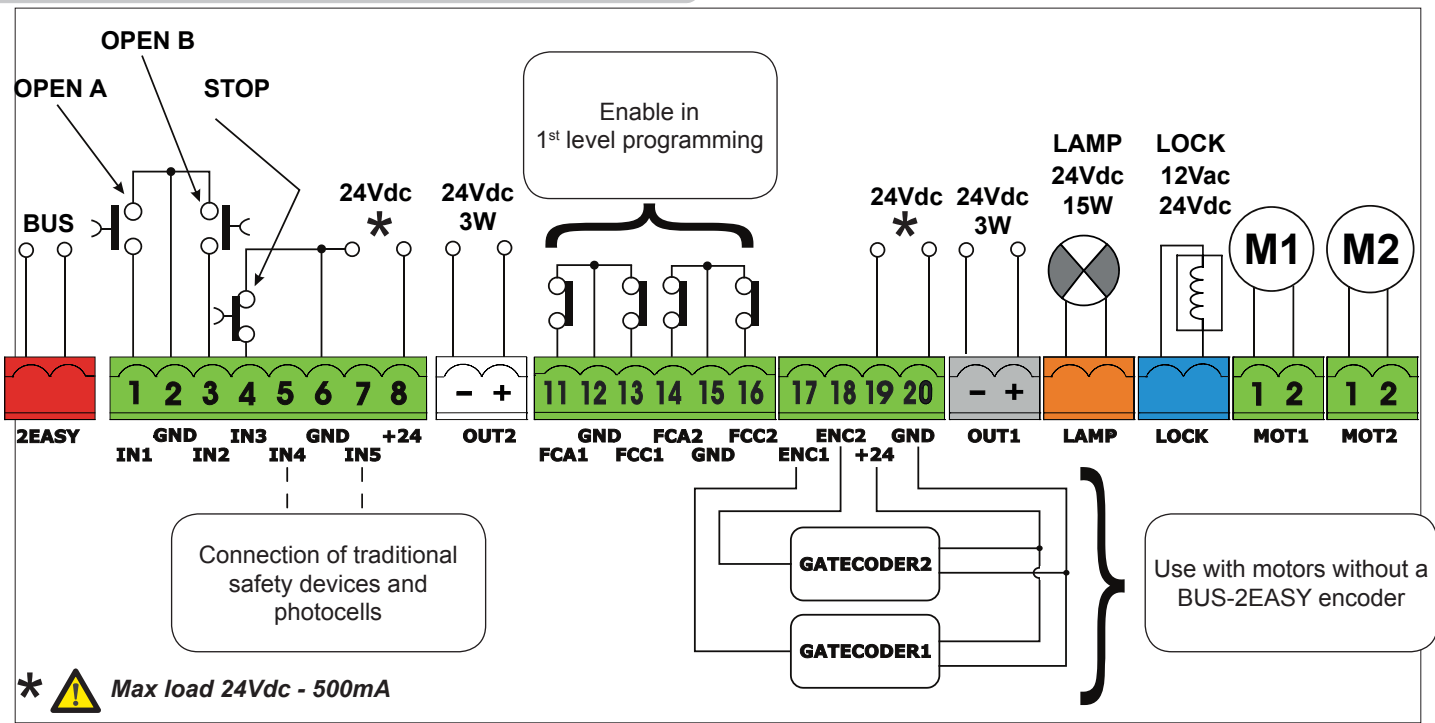 OPEN B
OPEN A
STOP
Enable in
1st level programming
LAMP
24Vdc
15W
LOCK
12Vac
24Vdc
BUS
24Vdc
*
24Vdc
3W
24Vdc
*
24Vdc
3W
M1
M2
1 2 3 4 5 6 7 8
- +
11 12 13 14 15 16
17 18 19 20
- +
1 2
1 2
2EASY
IN1
GND
IN2
IN3
IN4
GND
IN5
+24
OUT2
FCA1
GND
FCC1
FCA2
GND
FCC2
ENC1
ENC2
+24
GND
OUT1
LAMP
LOCK
MOT1
MOT2
Connection of traditional
safety devices and
photocells
GATECODER2
GATECODER1
Use with motors without a
BUS-2EASY encoder
* ! Max load 24Vdc - 500mA